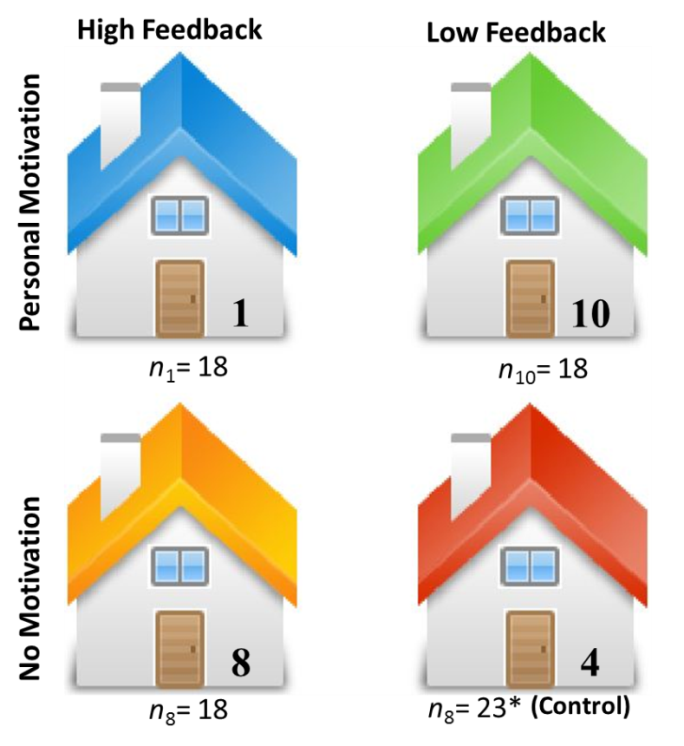 High Feedback Low Feedback
Personal Motivation
1 10
n₁= 18 n₁₀= 18
No Motivation
8 4
n₈= 18 n₈= 23* (Control)